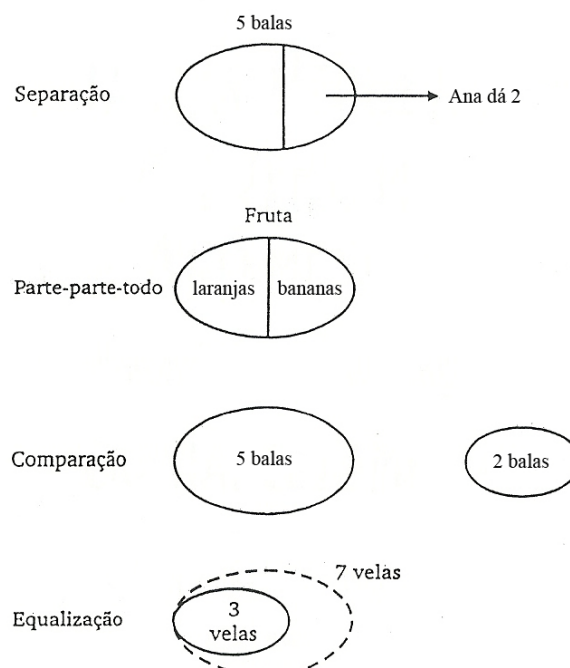 5 balas
Separação
Ana dá 2
Fruta
Parte-parte-todo
laranjas
bananas
Comparação
5 balas
2 balas
7 velas
Equalização
3
velas